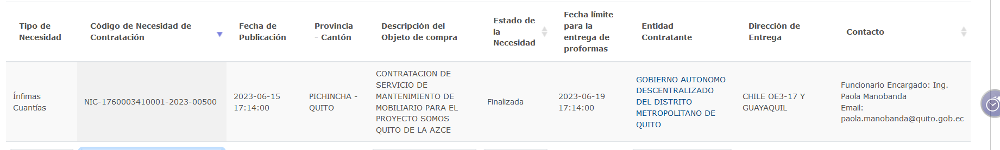 Tipo de
Necesidad
Código de Necesidad de
Contratación
Fecha de
Publicación
Provincia
- Cantón
Descripción del
Objeto de compra
Estado de
la
Necesidad
Fecha límite
para la
entrega de
proformas
Entidad
Contratante
Dirección de
Entrega
Contacto
Ínfimas
Cuantías
NIC-1760003410001-2023-00500
2023-06-15
17:14:00
PICHINCHA -
QUITO
CONTRATACION DE
SERVICIO DE
MANTENIMIENTO DE
MOBILIARIO PARA EL
PROYECTO SOMOS
QUITO DE LA AZCE
Finalizada
2023-06-19
17:14:00
GOBIERNO AUTONOMO
DESCENTRALIZADO
DEL DISTRITO
METROPOLITANO DE
QUITO
CHILE OE3-17 Y
GUAYAQUIL
Funcionario Encargado: Ing.
Paola Manobanda
Email:
paola.manobanda@quito.gob.ec